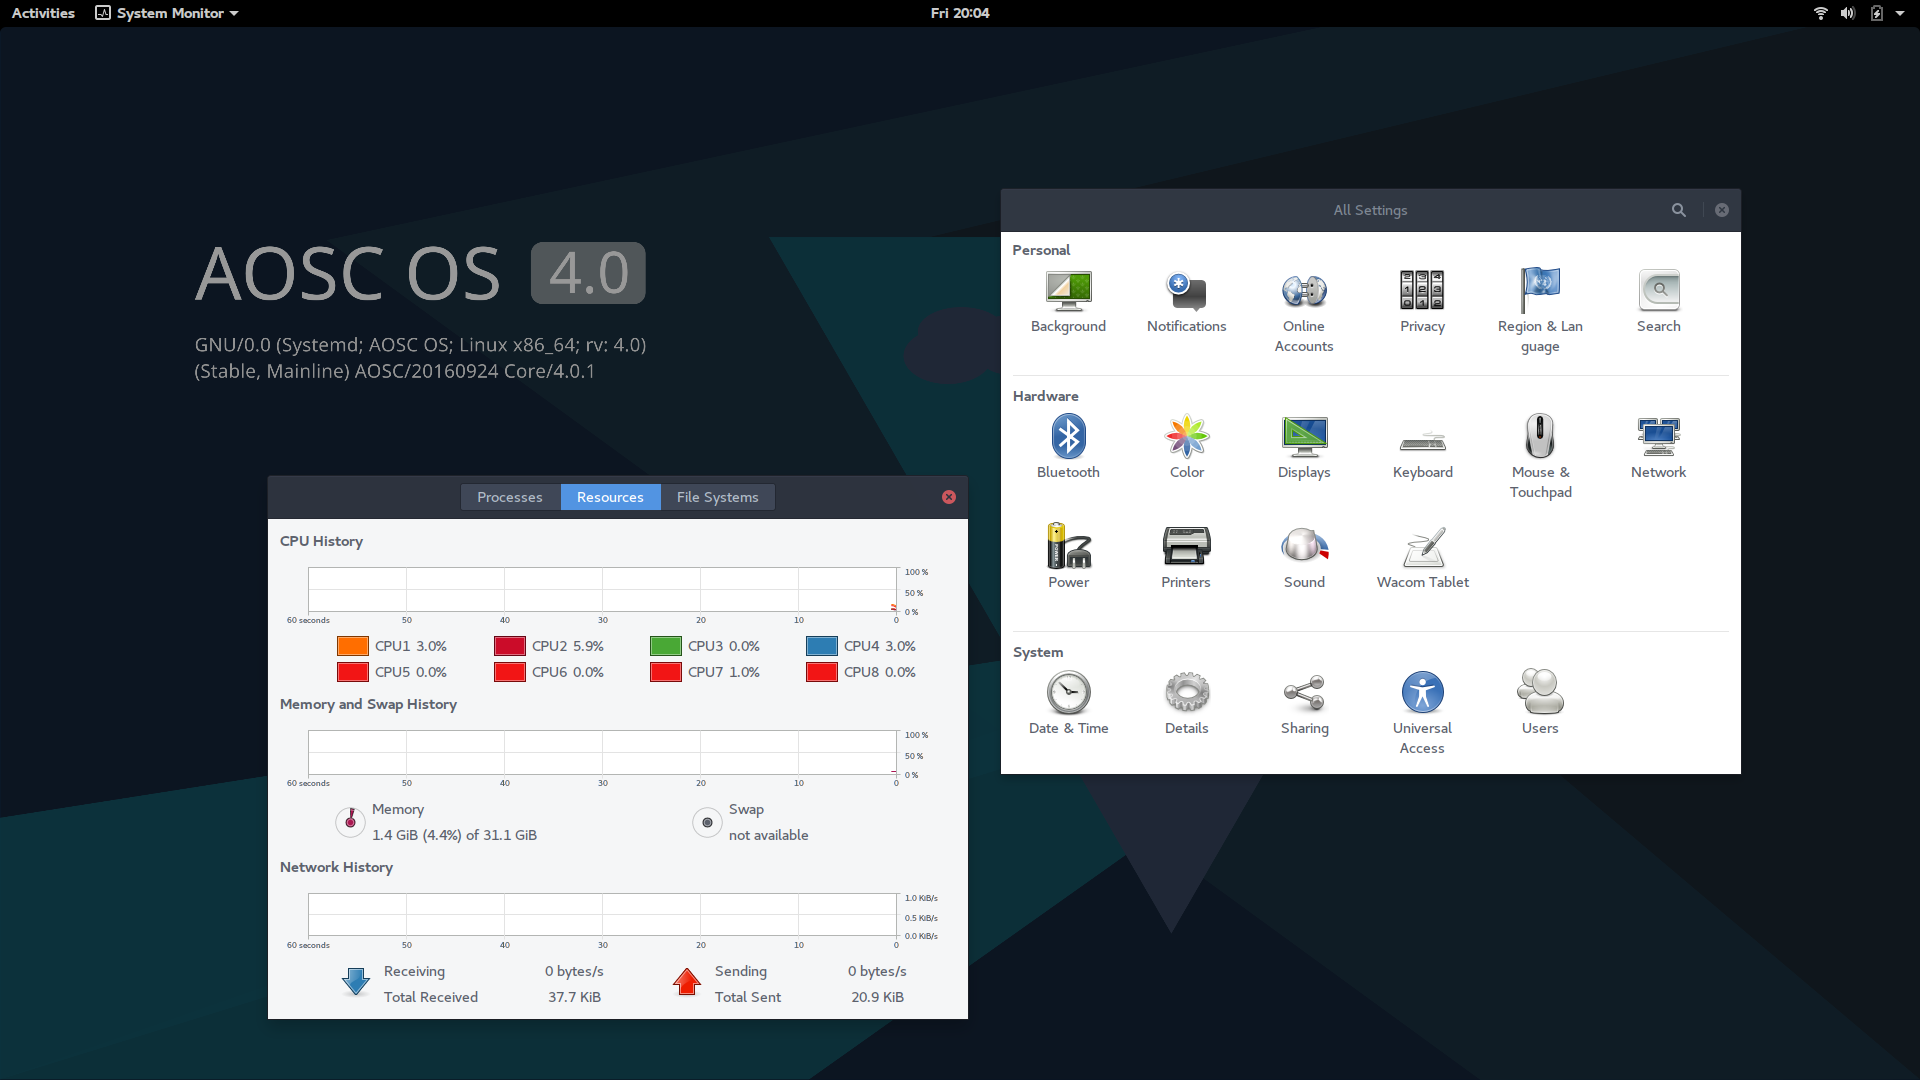 Activities System Monitor Fri 20:04
AOSC OS 4.0
GNU/0.0 (Systemd; AOSC OS; Linux x86_64; rv: 4.0)
(Stable, Mainline) AOSC/20160924 Core/4.0.1
Processes Resources File Systems
CPU History
100 %
50 %
0 %
60 seconds 50 40 30 20 10 0
CPU1 3.0% CPU2 5.9% CPU3 0.0% CPU4 3.0%
CPU5 0.0% CPU6 0.0% CPU7 1.0% CPU8 0.0%
Memory and Swap History
100 %
50 %
0 %
60 seconds 50 40 30 20 10 0
Memory Swap
1.4 GiB (4.4%) of 31.1 GiB not available
Network History
1.0 KiB/s
0.5 KiB/s
0.0 KiB/s
60 seconds 50 40 30 20 10 0
Receiving 0 bytes/s Sending 0 bytes/s
Total Received 37.7 KiB Total Sent 20.9 KiB
All Settings
Personal
Background Notifications Online Privacy Region & Lan Search
Accounts guage
Hardware
Bluetooth Color Displays Keyboard Mouse & Network
Touchpad
Power Printers Sound Wacom Tablet
System
Date & Time Details Sharing Universal Users
Access